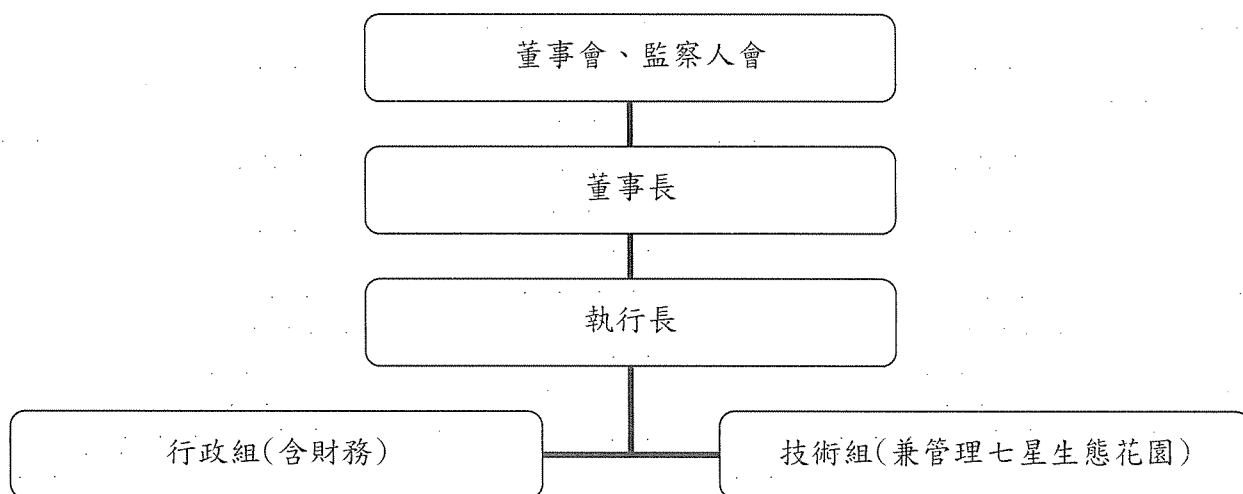 董事會、監察人會
董事長
執行長
行政組(含財務)
技術組(兼管理七星生態花園)